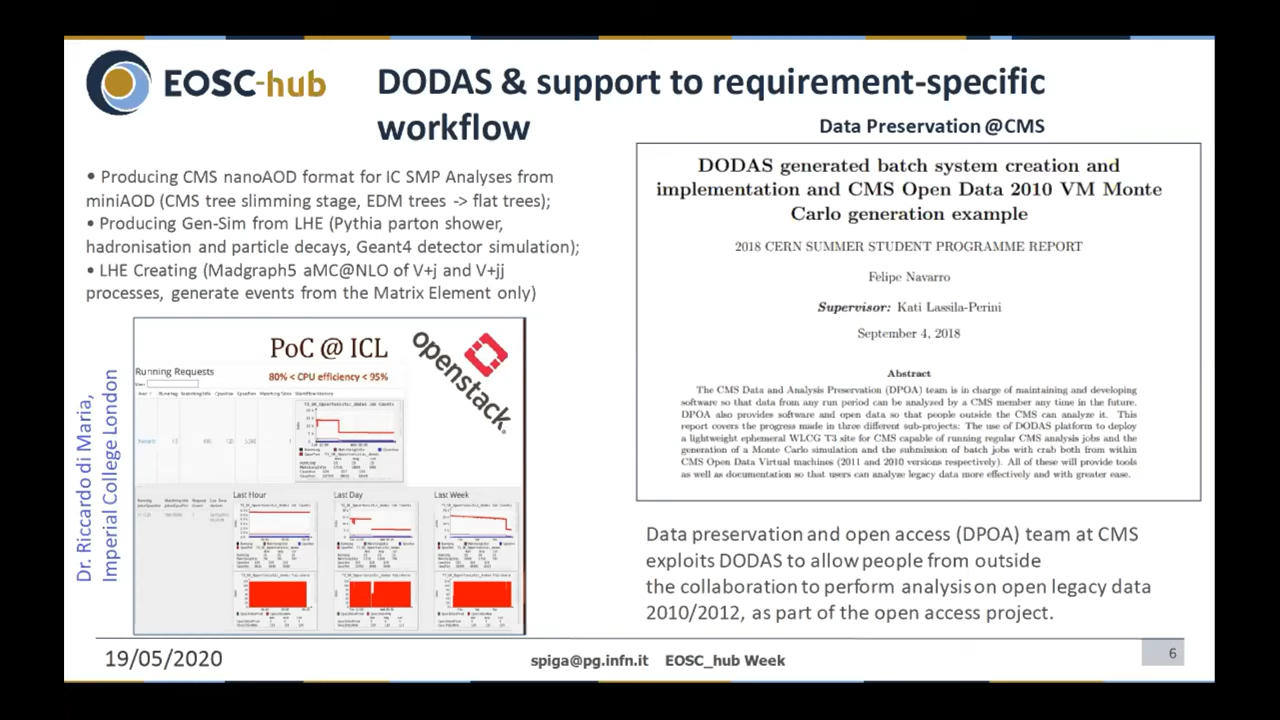 EOSC-hub
DODAS & support to requirement-specific
workflow
Data Preservation @CMS
• Producing CMS nanoAOD format for IC SMP Analyses from
miniAOD (CMS tree slimming stage, EDM trees -> flat trees);
• Producing Gen-Sim from LHE (Pythia parton shower,
hadronisation and particle decays, Geant4 detector simulation);
• LHE Creating (Madgraph5 aMC@NLO of V+j and V+jj
processes, generate events from the Matrix Element only)
Dr. Riccardo di Maria,
Imperial College London
PoC @ ICL
80% < CPU efficiency < 95%
openstack.
Running Requests
Last Hour
Last Day
Last Week
DODAS generated batch system creation and
implementation and CMS Open Data 2010 VM Monte
Carlo generation example
2018 CERN SUMMER STUDENT PROGRAMME REPORT
Felipe Navarro
Supervisor: Kati Lassila-Perini
September 4, 2018
Abstract
The CMS Data and Analysis Preservation (DPOA) team is in charge of maintaining and developing
software so that data from any run period can be analyzed by a CMS member any time in the future.
DPOA also provides software and open data so that people outside the CMS can analyze it. This
report covers the progress made in three different sub-projects: The use of DODAS platform to deploy
a lightweight ephemeral WLCG T3 site for CMS capable of running regular CMS analysis jobs and the
generation of a Monte Carlo simulation and the submission of batch jobs with crab both from within
CMS Open Data Virtual machines (2011 and 2010 versions respectively). All of these will provide tools
as well as documentation so that users can analyze legacy data more effectively and with greater ease.
Data preservation and open access (DPOA) team at CMS
exploits DODAS to allow people from outside
the collaboration to perform analysis on open legacy data
2010/2012, as part of the open access project.
19/05/2020
spiga@pg.infn.it EOSC_hub Week
6